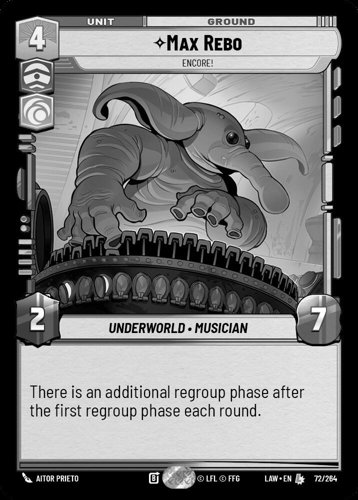 UNIT
GROUND
4
MAX REBO
ENCORE!
2
7
UNDERWORLD • MUSICIAN
There is an additional regroup phase after
the first regroup phase each round.
AITOR PRIETO
© LFL © FFG
LAW • EN
72/264